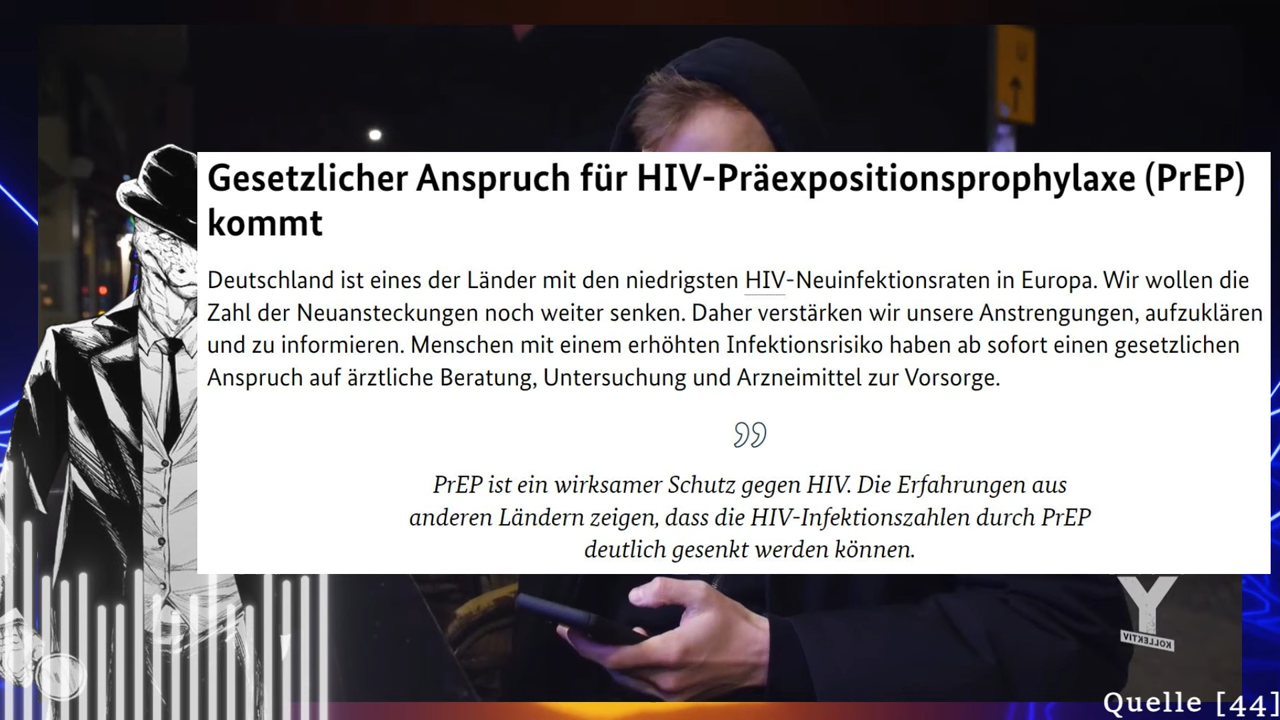 Gesetzlicher Anspruch für HIV-Präexpositionsprophylaxe (PrEP)
kommt
Deutschland ist eines der Länder mit den niedrigsten HIV-Neuinfektionsraten in Europa. Wir wollen die
Zahl der Neuansteckungen noch weiter senken. Daher verstärken wir unsere Anstrengungen, aufzuklären
und zu informieren. Menschen mit einem erhöhten Infektionsrisiko haben ab sofort einen gesetzlichen
Anspruch auf ärztliche Beratung, Untersuchung und Arzneimittel zur Vorsorge.
”
PrEP ist ein wirksamer Schutz gegen HIV. Die Erfahrungen aus
anderen Ländern zeigen, dass die HIV-Infektionszahlen durch PrEP
deutlich gesenkt werden können.
Y
KOLLEKTIV
Quelle [44]